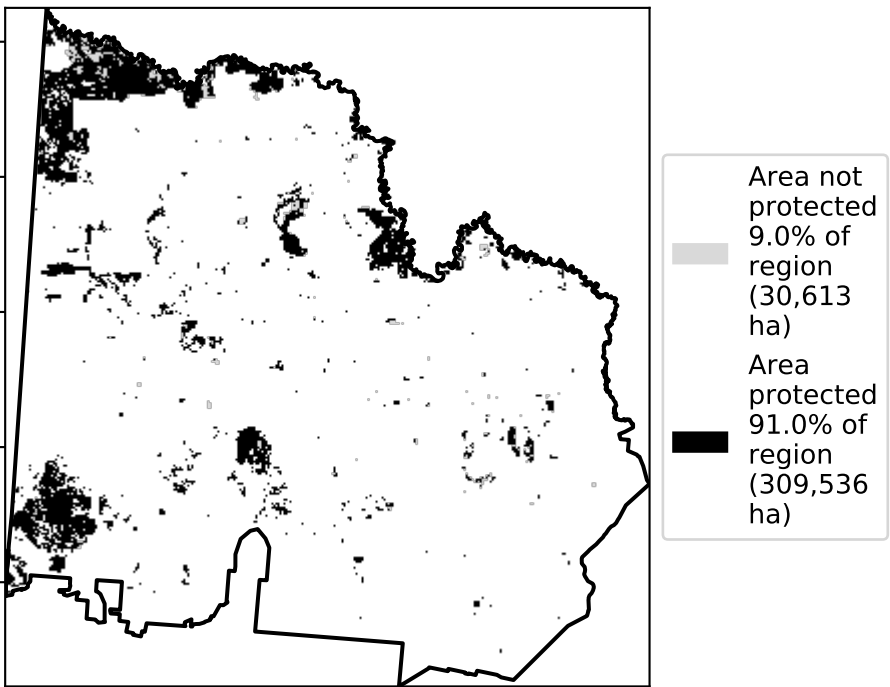 Area not
protected
9.0% of
region
(30,613
ha)
Area
protected
91.0% of
region
(309,536
ha)